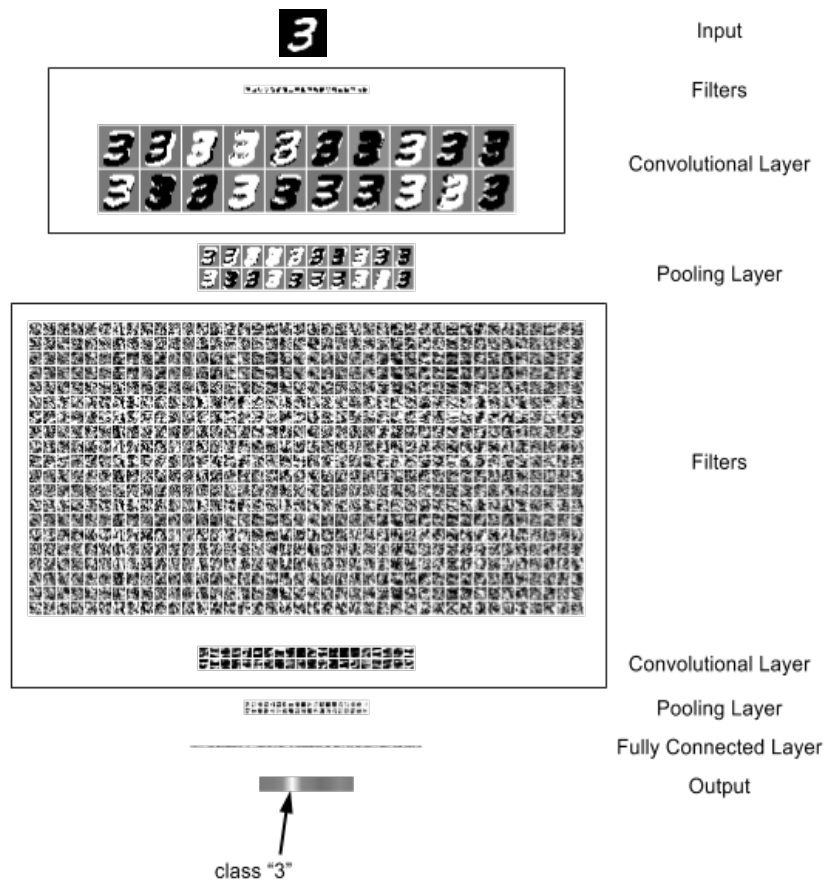 Input
Filters
Convolutional Layer
Pooling Layer
Filters
Convolutional Layer
Pooling Layer
Fully Connected Layer
Output
class “3”